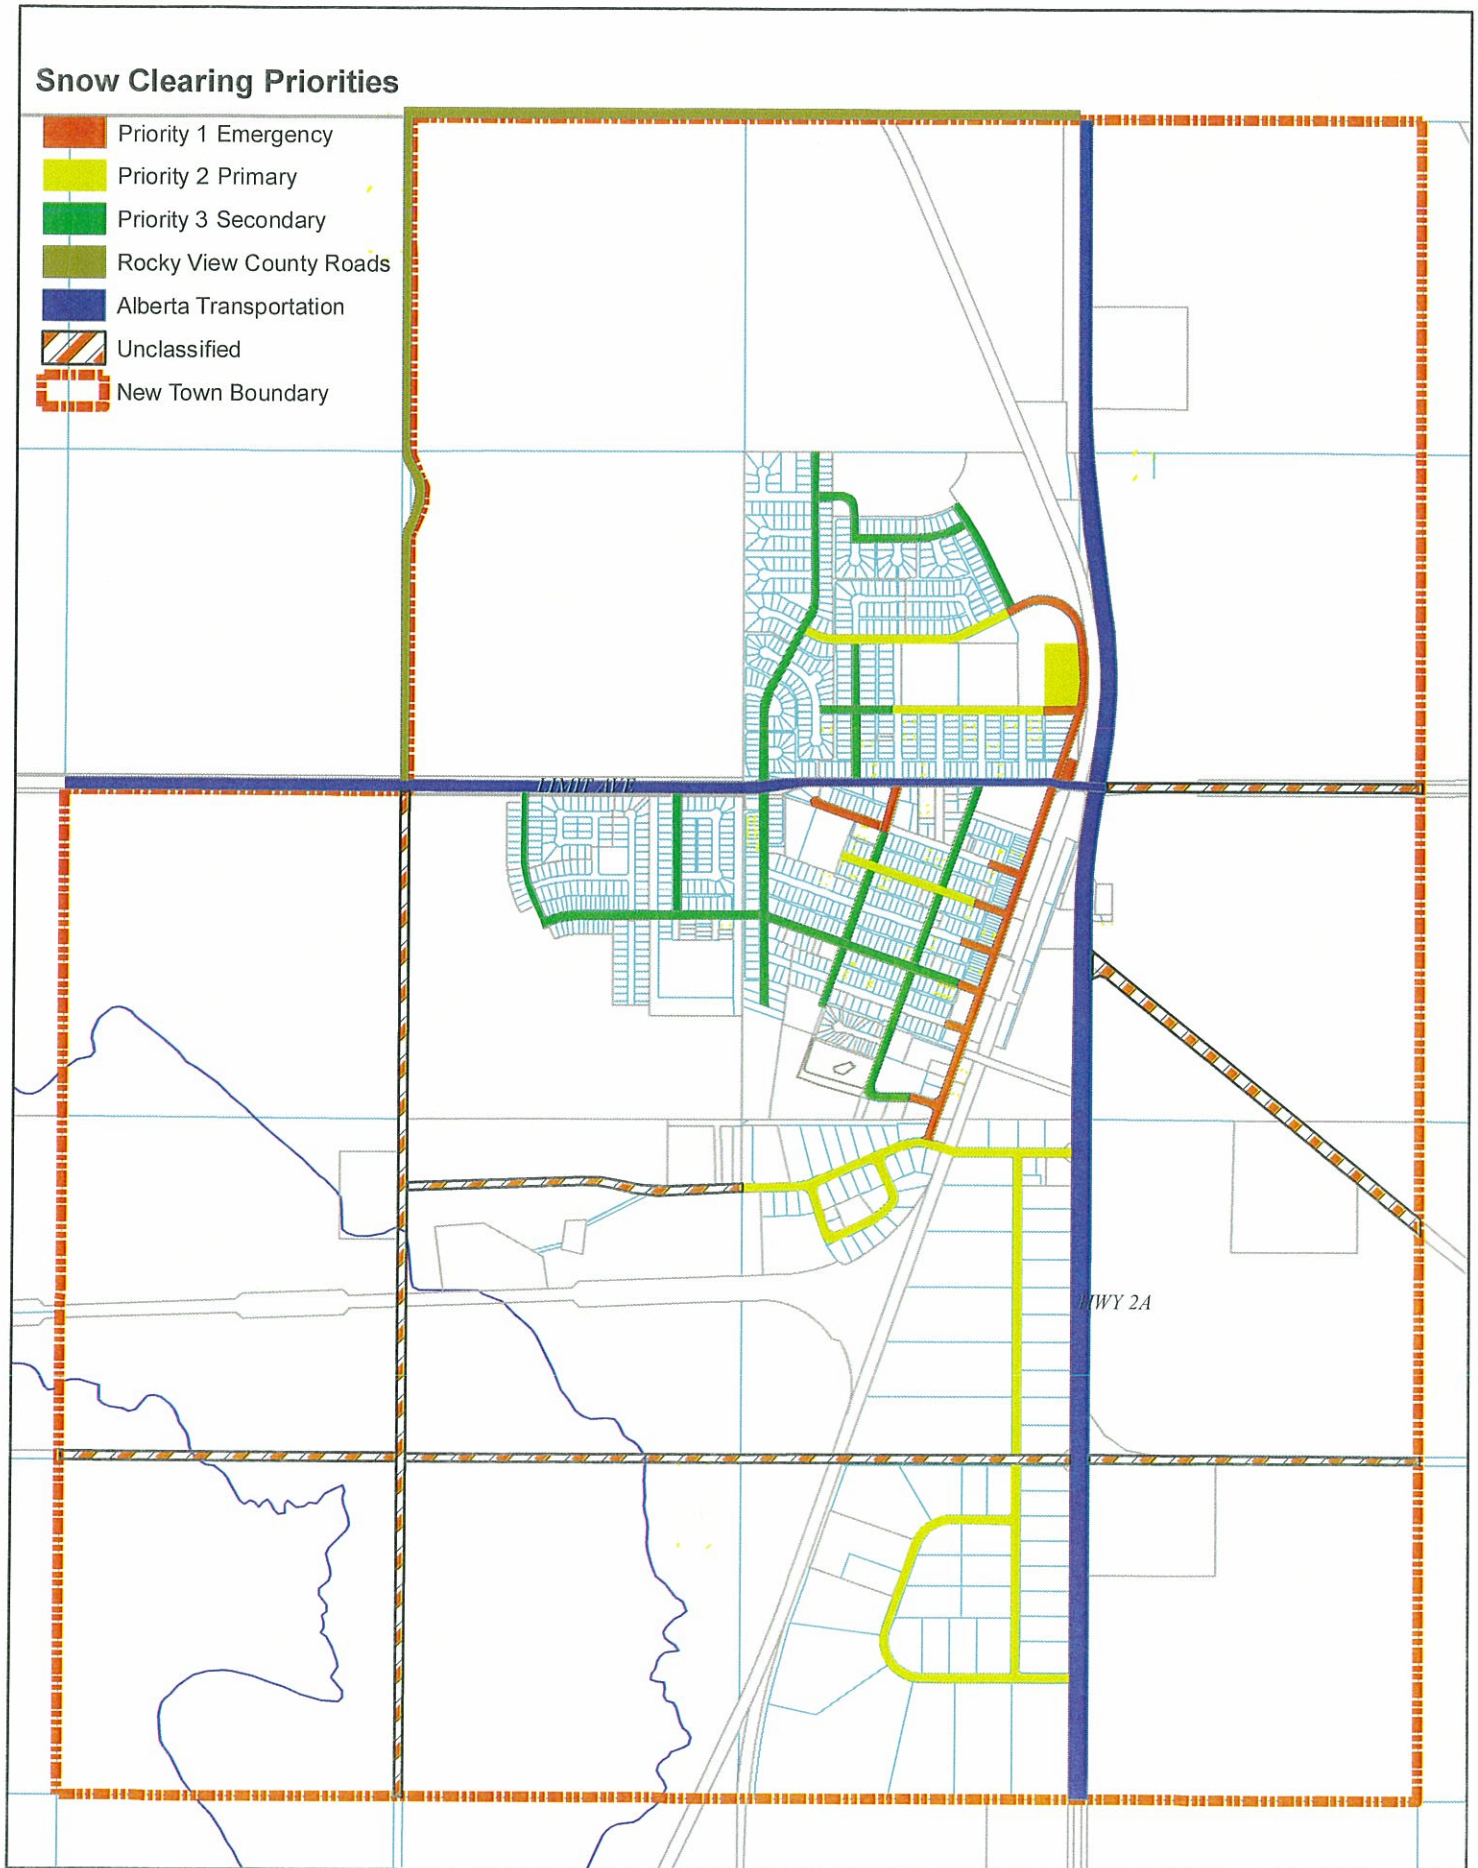 Snow Clearing Priorities
Priority 1 Emergency
Priority 2 Primary
Priority 3 Secondary
Rocky View County Roads
Alberta Transportation
Unclassified
New Town Boundary
LIMIT AVE
HWY 2A